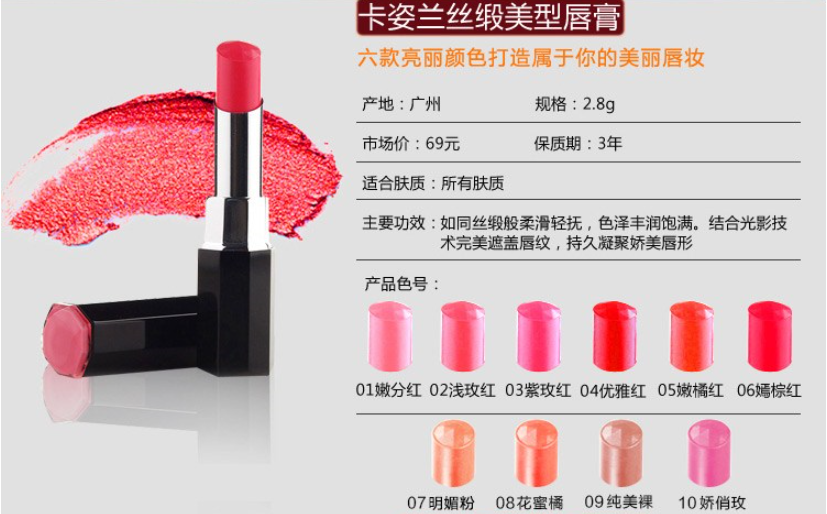 卡姿兰丝缎美型唇膏
六款亮丽颜色打造属于你的美丽唇妆
产地：广州 规格：2.8g
市场价：69元 保质期：3年
适合肤质：所有肤质
主要功效：如同丝缎般柔滑轻抚，色泽丰润饱满。结合光影技
术完美遮盖唇纹，持久凝聚娇美唇形
产品色号：
01嫩分红 02浅玫红 03紫玫红 04优雅红 05嫩橘红 06嫣棕红
07明媚粉 08花蜜橘 09纯美裸 10娇俏玫